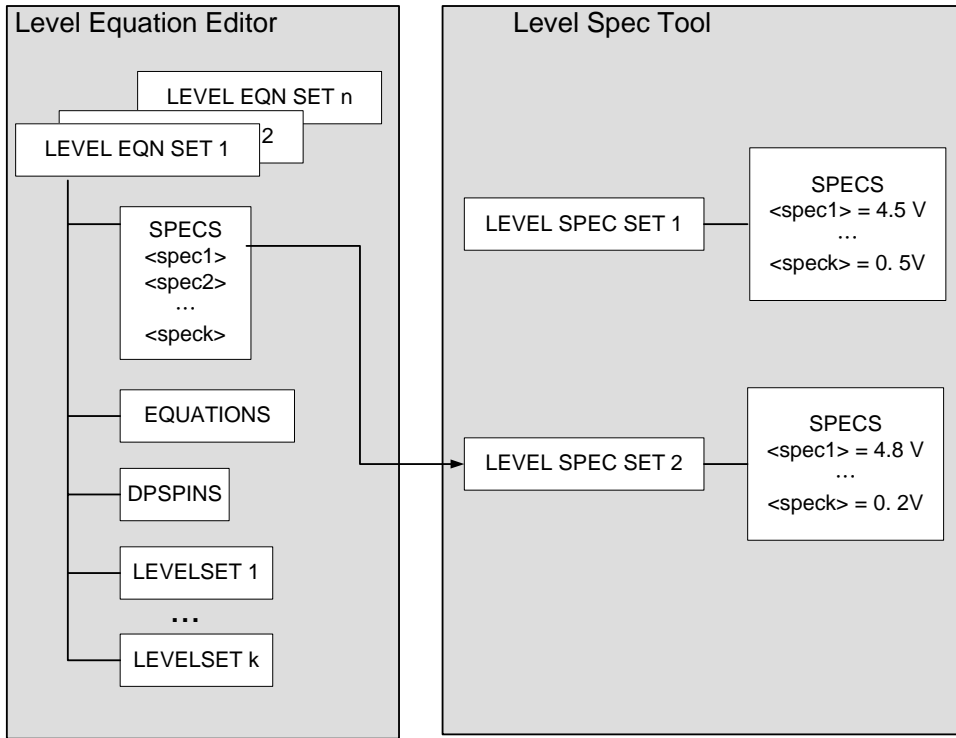 Level Equation Editor
LEVEL EQN SET n
2
LEVEL EQN SET 1
SPECS
<spec1>
<spec2>
...
<speck>
EQUATIONS
DPSPINS
LEVELSET 1
...
LEVELSET k
Level Spec Tool
LEVEL SPEC SET 1
SPECS
<spec1> = 4.5 V
...
<speck> = 0. 5V
LEVEL SPEC SET 2
SPECS
<spec1> = 4.8 V
...
<speck> = 0. 2V